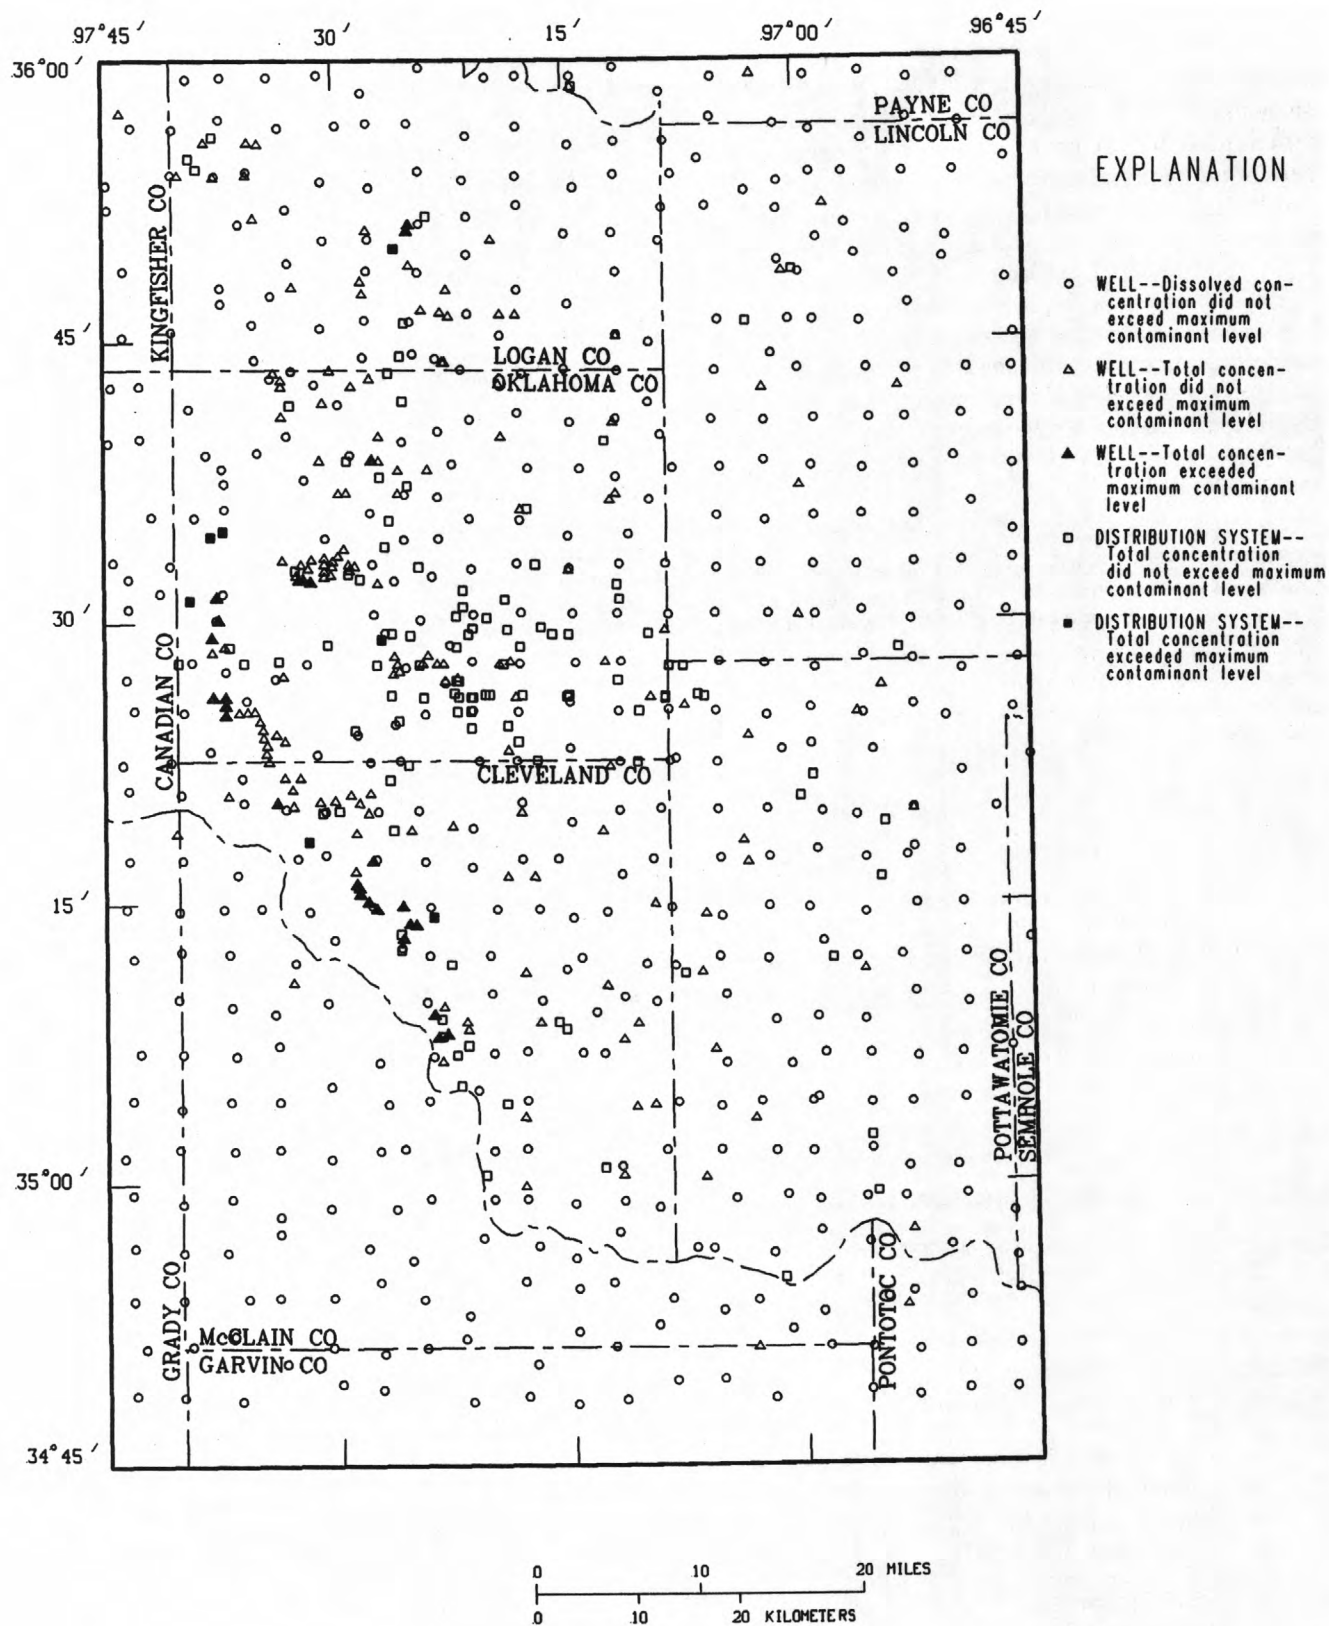 97°45′ 30′ 15′ 97°00′ 96°45′
36°00′
PAYNE CO
LINCOLN CO
EXPLANATION
KINGFISHER CO
WELL--Dissolved con-
centration did not
exceed maximum
contaminant level
45′
LOGAN CO
OKLAHOMA CO
WELL--Total concen-
tration did not
exceed maximum
contaminant level
WELL--Total concen-
tration exceeded
maximum contaminant
level
DISTRIBUTION SYSTEM--
Total concentration
did not exceed maximum
contaminant level
30′
DISTRIBUTION SYSTEM--
Total concentration
exceeded maximum
contaminant level
CANADIAN CO
CLEVELAND CO
15′
POTTAWATOMIE CO
SEMINOLE CO
35°00′
GRADY CO
McCLAIN CO
GARVIN CO
PONTOTOC CO
34°45′
0 10 20 MILES
0 10 20 KILOMETERS